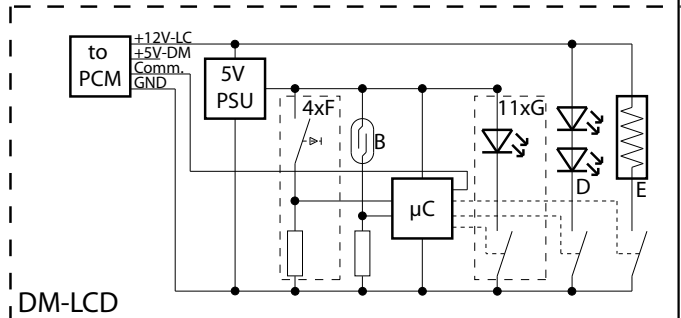 to
PCM
+12V-LC
+5V-DM
Comm.
GND
5V
PSU
4xF
B
µC
11xG
D
E
DM-LCD